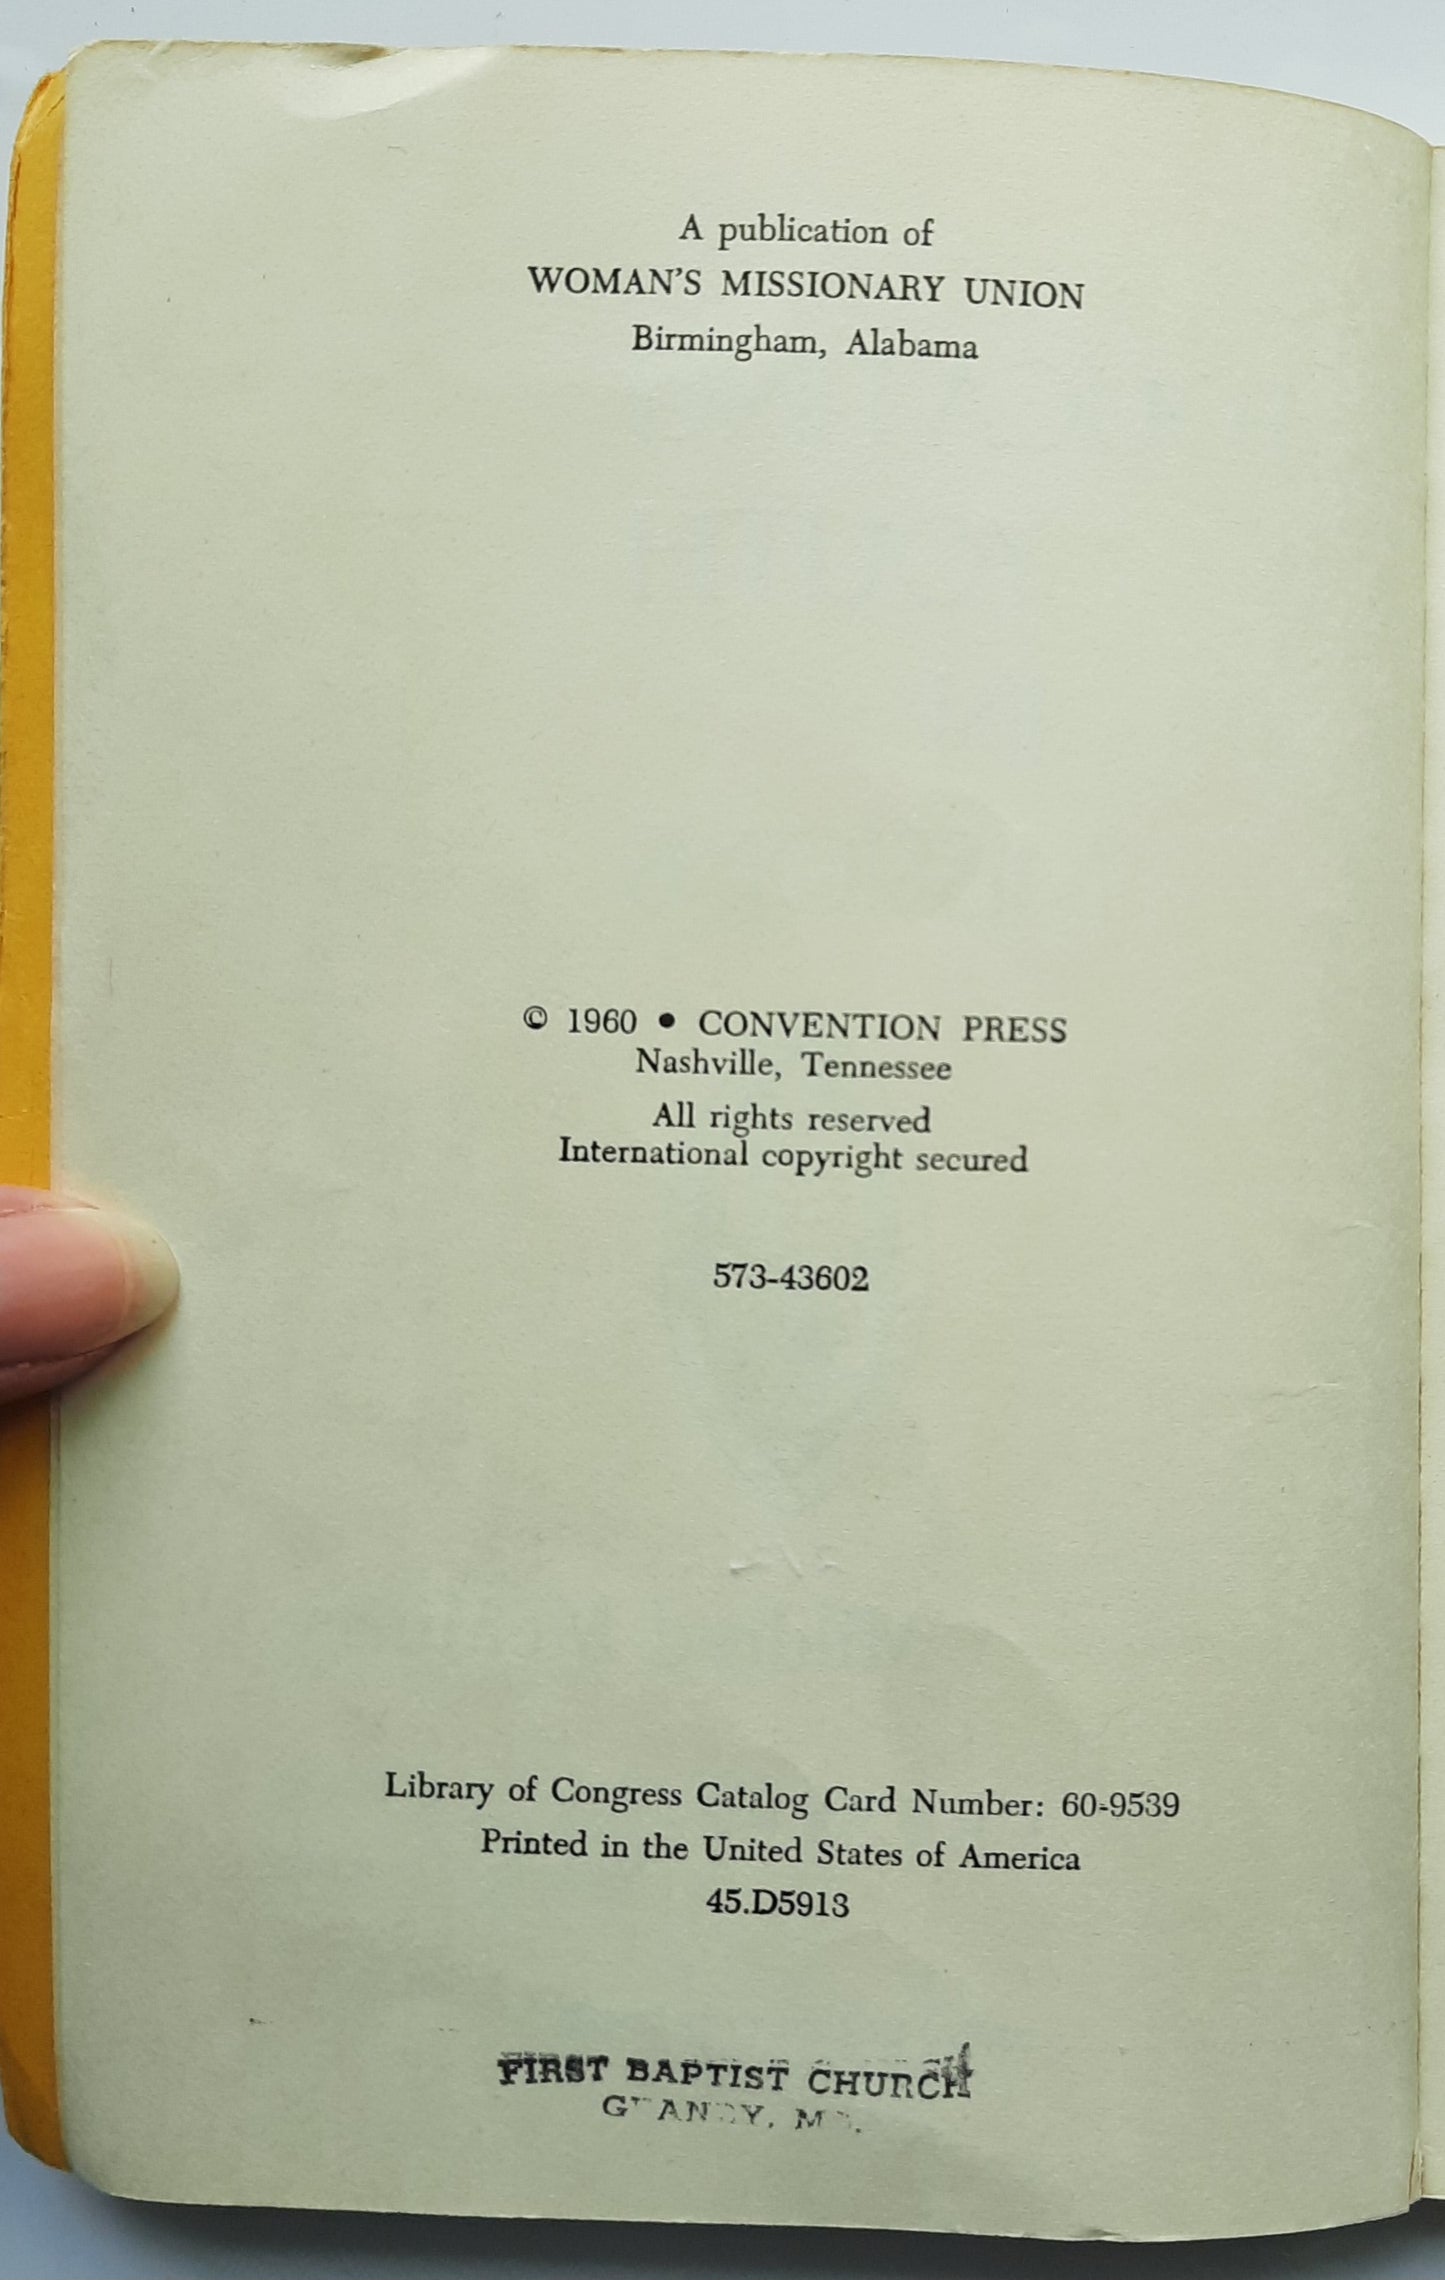 A publication of
WOMAN'S MISSIONARY UNION
Birmingham, Alabama
© 1960 • CONVENTION PRESS
Nashville, Tennessee
All rights reserved
International copyright secured
573-43602
Library of Congress Catalog Card Number: 60-9539
Printed in the United States of America
45.D5913
FIRST BAPTIST CHURCH